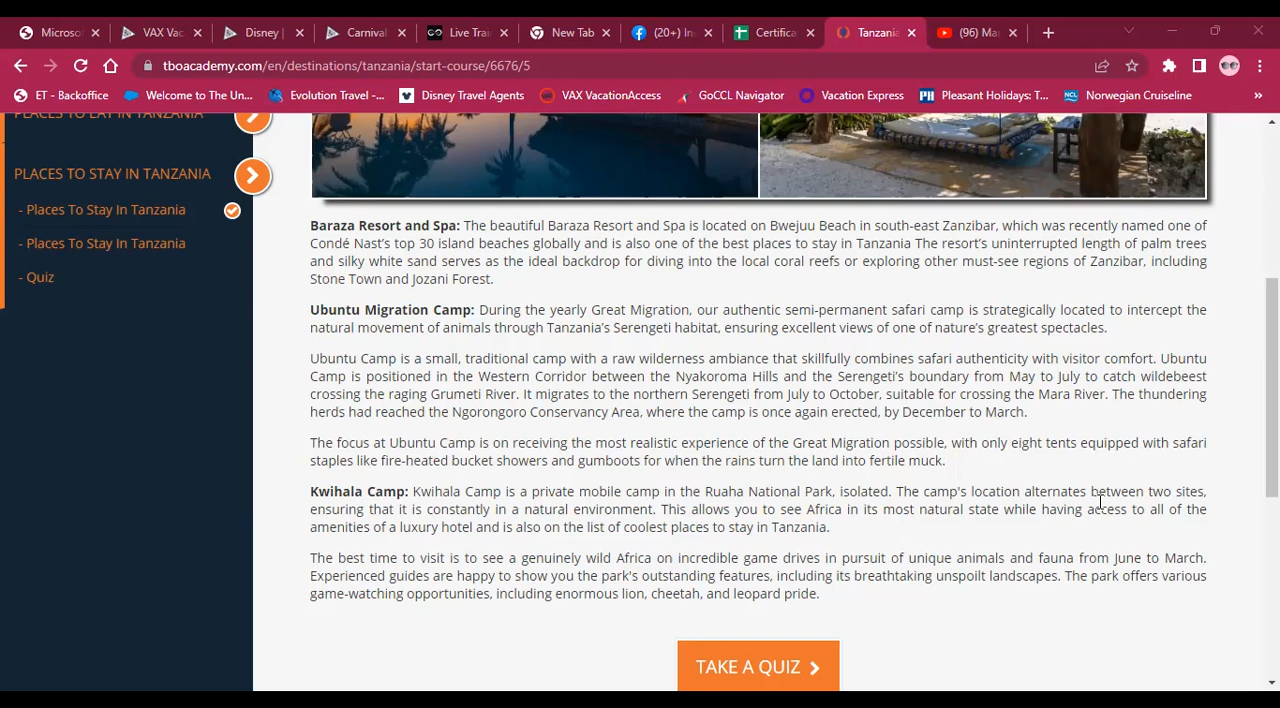 Microso
VAX Vac
Disney |
Carnival
Live Trai
New Tab
(20+) In
Certifica
Tanzania
(96) Ma
tboacademy.com/en/destinations/tanzania/start-course/6676/5
ET - Backoffice
Welcome to The Un...
Evolution Travel -...
Disney Travel Agents
VAX VacationAccess
GoCCL Navigator
Vacation Express
PH
Pleasant Holidays: T...
NCL
Norwegian Cruiseline
»
PLACES TO EAT IN TANZANIA
PLACES TO STAY IN TANZANIA
- Places To Stay In Tanzania
- Places To Stay In Tanzania
- Quiz
Baraza Resort and Spa: The beautiful Baraza Resort and Spa is located on Bwejuu Beach in south-east Zanzibar, which was recently named one of
Condé Nast's top 30 island beaches globally and is also one of the best places to stay in Tanzania The resort's uninterrupted length of palm trees
and silky white sand serves as the ideal backdrop for diving into the local coral reefs or exploring other must-see regions of Zanzibar, including
Stone Town and Jozani Forest.
Ubuntu Migration Camp: During the yearly Great Migration, our authentic semi-permanent safari camp is strategically located to intercept the
natural movement of animals through Tanzania's Serengeti habitat, ensuring excellent views of one of nature's greatest spectacles.
Ubuntu Camp is a small, traditional camp with a raw wilderness ambiance that skillfully combines safari authenticity with visitor comfort. Ubuntu
Camp is positioned in the Western Corridor between the Nyakoroma Hills and the Serengeti's boundary from May to July to catch wildebeest
crossing the raging Grumeti River. It migrates to the northern Serengeti from July to October, suitable for crossing the Mara River. The thundering
herds had reached the Ngorongoro Conservancy Area, where the camp is once again erected, by December to March.
The focus at Ubuntu Camp is on receiving the most realistic experience of the Great Migration possible, with only eight tents equipped with safari
staples like fire-heated bucket showers and gumboots for when the rains turn the land into fertile muck.
Kwihala Camp: Kwihala Camp is a private mobile camp in the Ruaha National Park, isolated. The camp's location alternates between two sites,
ensuring that it is constantly in a natural environment. This allows you to see Africa in its most natural state while having access to all of the
amenities of a luxury hotel and is also on the list of coolest places to stay in Tanzania.
The best time to visit is to see a genuinely wild Africa on incredible game drives in pursuit of unique animals and fauna from June to March.
Experienced guides are happy to show you the park's outstanding features, including its breathtaking unspoilt landscapes. The park offers various
game-watching opportunities, including enormous lion, cheetah, and leopard pride.
TAKE A QUIZ